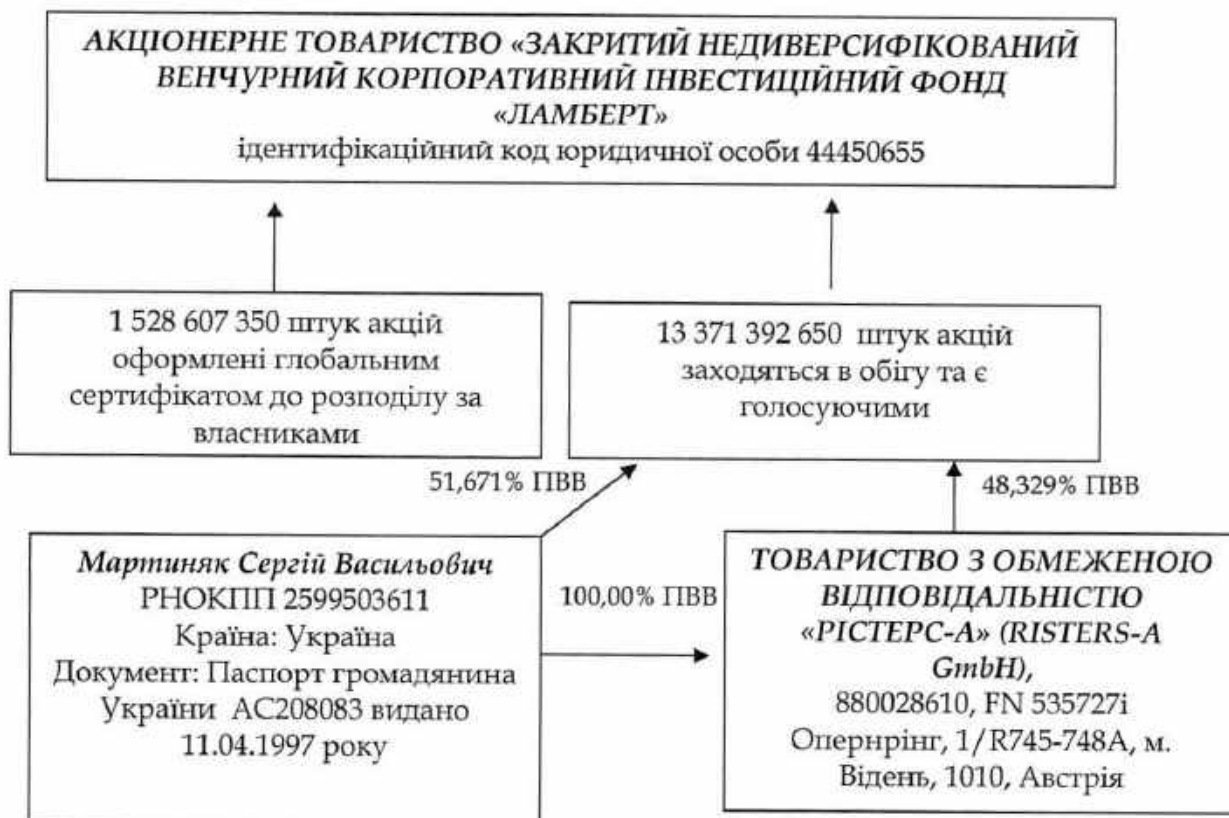 АКЦІОНЕРНЕ ТОВАРИСТВО «ЗАКРИТИЙ НЕДИВЕРСИФІКОВАНИЙ
ВЕНЧУРНИЙ КОРПОРАТИВНИЙ ІНВЕСТИЦІЙНИЙ ФОНД
«ЛАМБЕРТ»
ідентифікаційний код юридичної особи 44450655
1 528 607 350 штук акцій
оформлені глобальним
сертифікатом до розподілу за
власниками
13 371 392 650 штук акцій
заходяться в обігу та є
голосуючими
51,671% ПВВ
48,329% ПВВ
Мартиняк Сергій Васильович
РНОКПП 2599503611
Країна: Україна
Документ: Паспорт громадянина
України АС208083 видано
11.04.1997 року
100,00% ПВВ
ТОВАРИСТВО З ОБМЕЖЕНОЮ
ВІДПОВІДАЛЬНІСТЮ
«РІСТЕРС-А» (RISTERS-A
GmbH),
880028610, FN 535727i
Опернрінг, 1/R745-748A, м.
Відень, 1010, Австрія